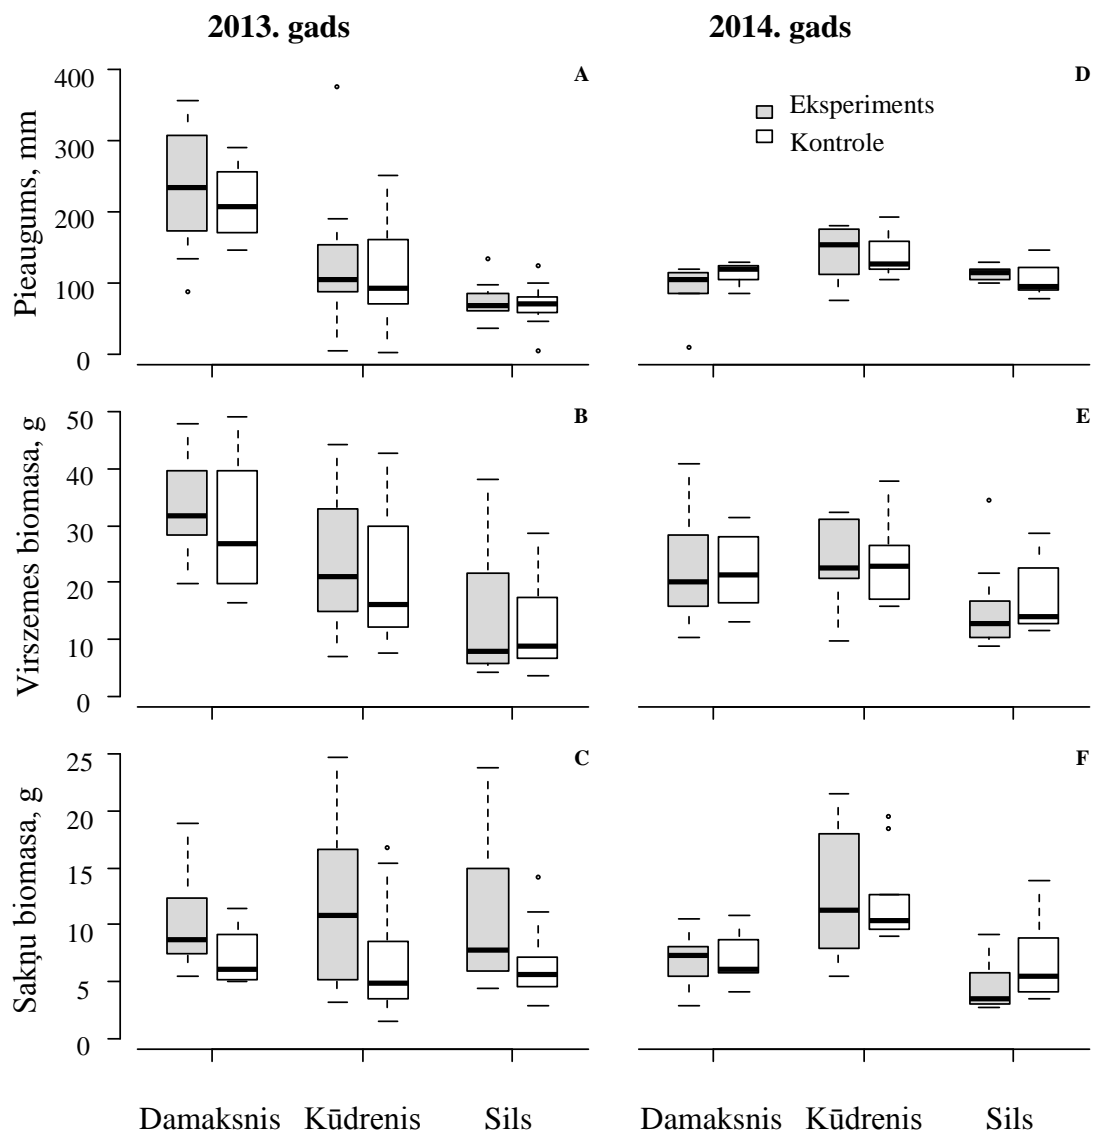 2013. gads
2014. gads
Pieaugums, mm
400
300
200
100
0
A
D
Eksperiments
Kontrole
Virszemes biomasa, g
50
40
30
20
10
0
B
E
Sakņu biomasa, g
25
20
15
10
5
0
C
F
Damaksnis Kūdrenis Sils
Damaksnis Kūdrenis Sils